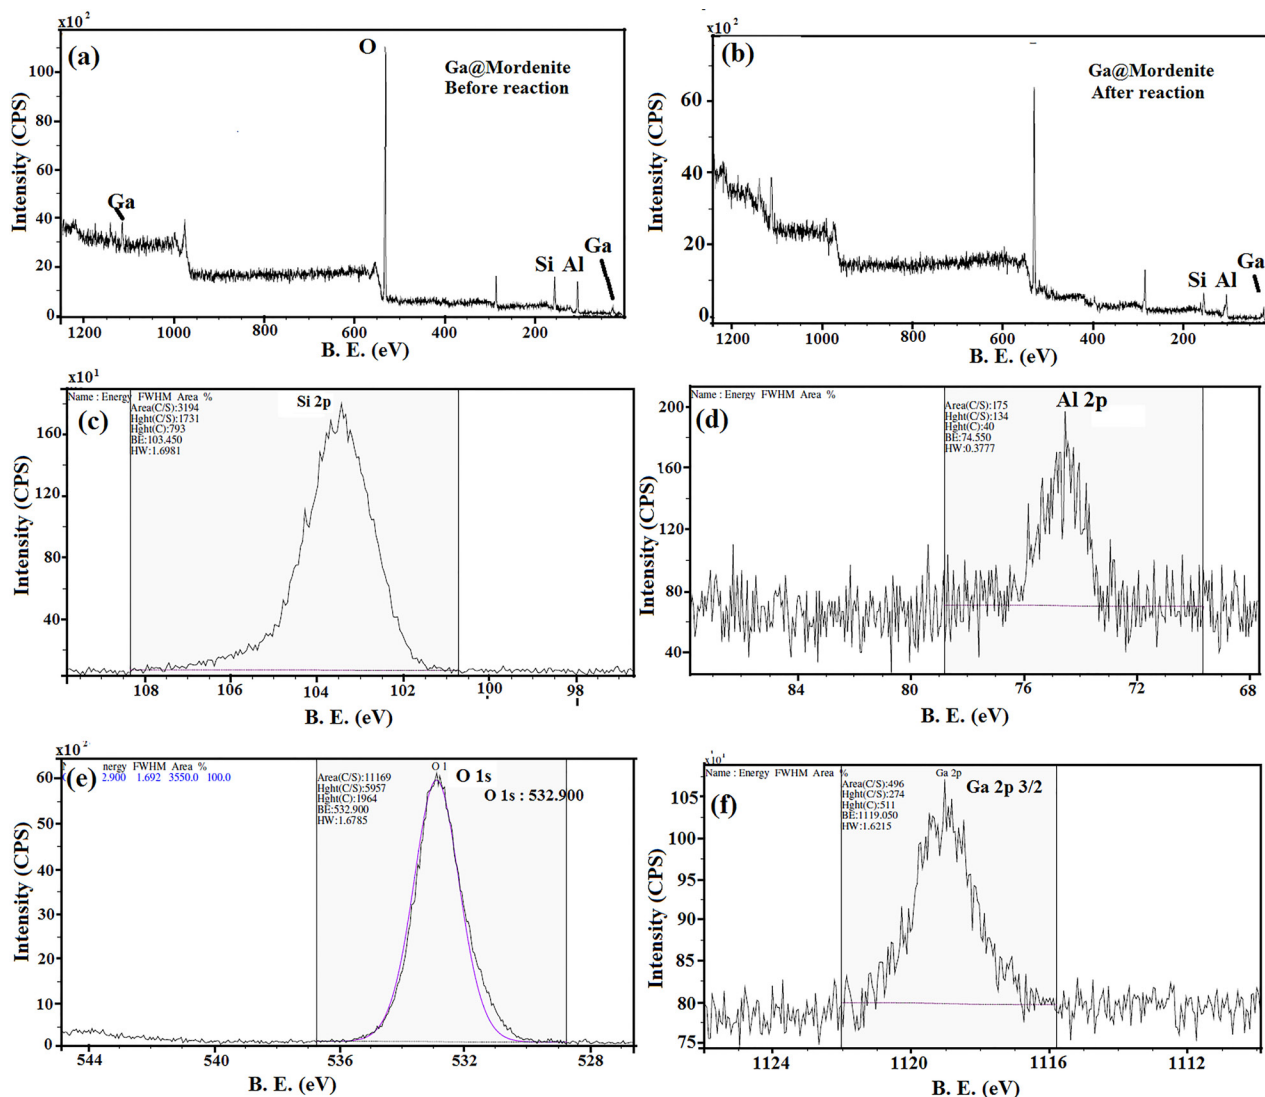 x10²
(a)
O
Ga@Mordenite
Before reaction
Ga
Ga
Si Al
Intensity (CPS)
100
80
60
40
20
0
1200 1000 800 600 400 200
B. E. (eV)
x10²
(b)
Ga@Mordenite
After reaction
Ga
Si Al
Intensity (CPS)
60
40
20
0
1200 1000 800 600 400 200
B. E. (eV)
x10¹
Name : Energy FWHM Area %
(c)
Si 2p
Area(C/S):3194
Hght(C/S):1731
Hght(C):793
BE:103.450
HW:1.6981
Intensity (CPS)
160
120
80
40
108 106 104 102 100 98
B. E. (eV)
Name : Energy FWHM Area %
(d)
Al 2p
Area(C/S):175
Hght(C/S):134
Hght(C):40
BE:74.550
HW:0.3777
Intensity (CPS)
200
160
120
80
40
84 80 76 72 68
B. E. (eV)
x10²
nergy FWHM Area %
2.900 1.692 3550.0 100.0
(e)
O 1
O 1s
O 1s : 532.900
Area(C/S):11169
Hght(C/S):5957
Hght(C):1964
BE:532.900
HW:1.6785
Intensity (CPS)
60
50
40
30
20
10
0
544 540 536 532 528
B. E. (eV)
x10¹
Name : Energy FWHM Area %
(f)
Ga 2p
Ga 2p 3/2
Area(C/S):496
Hght(C/S):274
Hght(C):511
BE:1119.050
HW:1.6215
Intensity (CPS)
105
100
95
90
85
80
75
1124 1120 1116 1112
B. E. (eV)